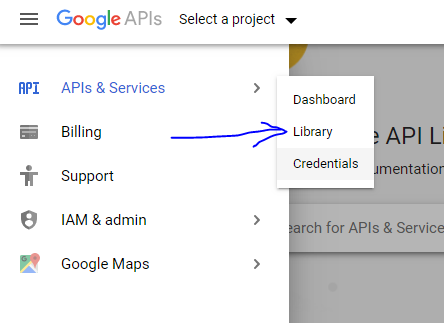 Google APIs Select a project
API APIs & Services
Dashboard
Billing
Library
e API Li
Credentials
Support
umentation,
IAM & admin
earch for APIs & Service
Google Maps